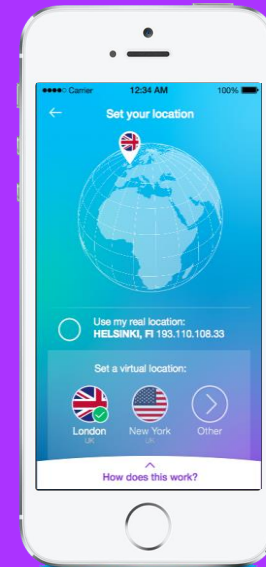 Carrier 12:34 AM 100%
Set your location
Use my real location:
HELSINKI, FI 193.110.108.33
Set a virtual location:
London New York Other
UK UK
How does this work?